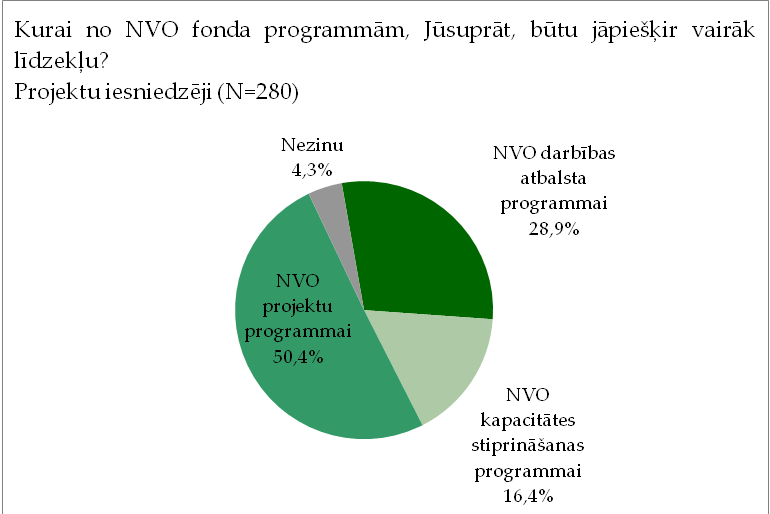 Kurai no NVO fonda programmām, Jūsuprāt, būtu jāpiešķir vairāk
līdzekļu?
Projektu iesniedzēji (N=280)
Nezinu
4,3%
NVO darbības
atbalsta
programmai
28,9%
NVO
projektu
programmai
50,4%
NVO
kapacitātes
stiprināšanas
programmai
16,4%